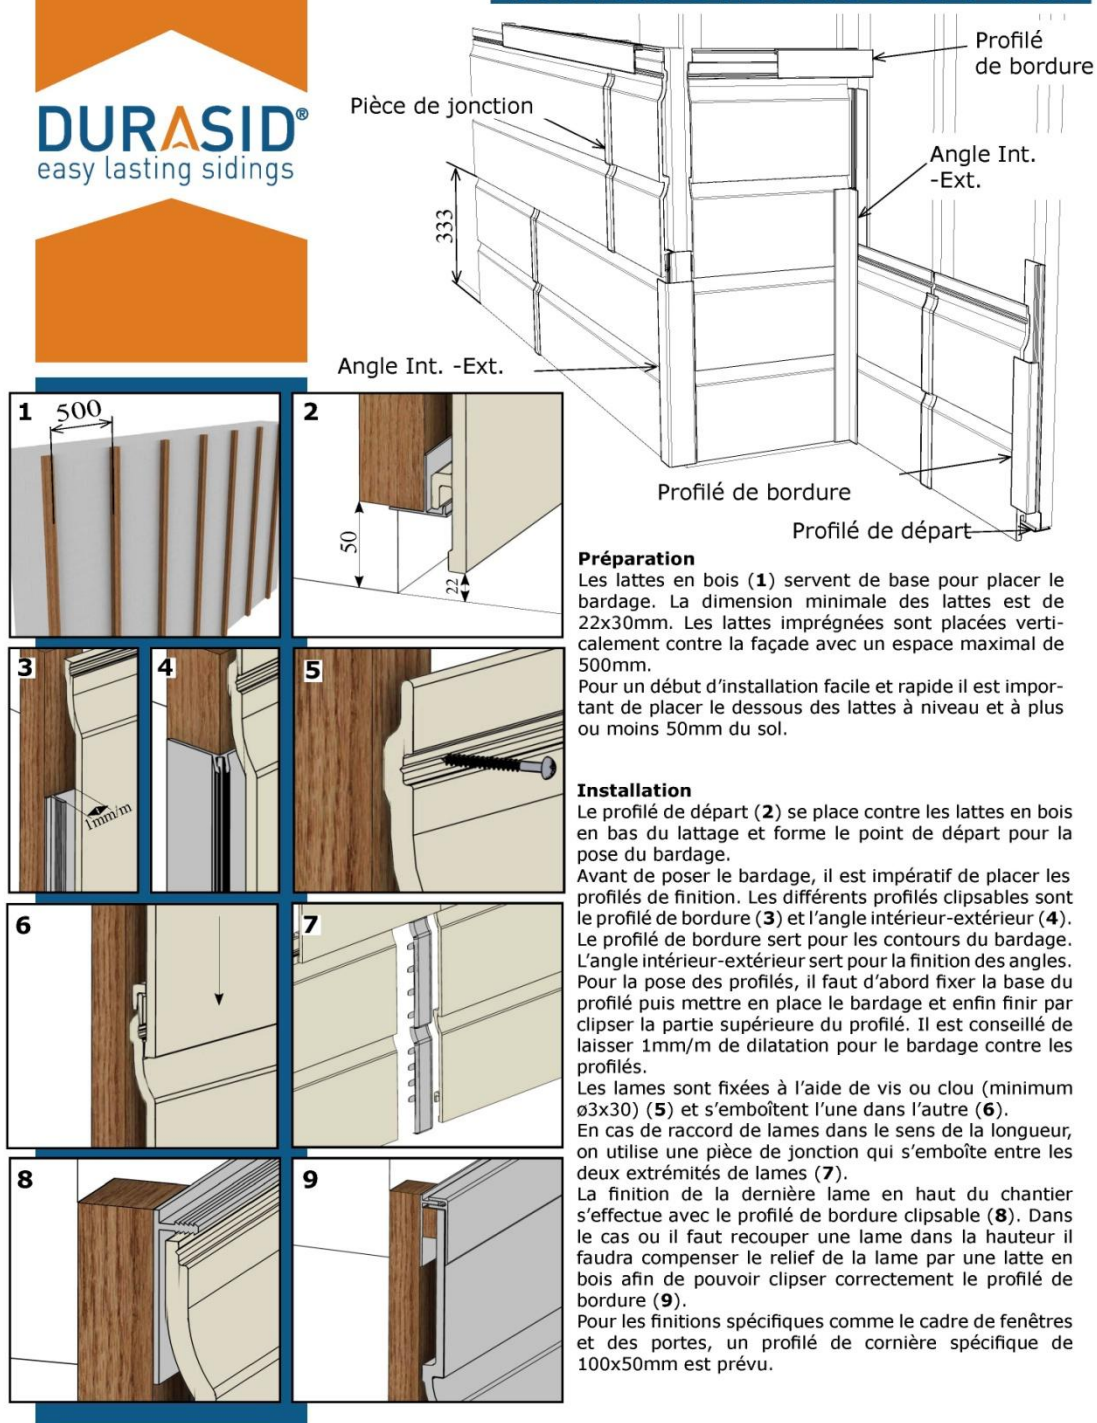 DURASID®
easy lasting sidings
Profilé
de bordure
Pièce de jonction
Angle Int.
-Ext.
333
Angle Int. -Ext.
Profilé de bordure
Profilé de départ
1
500
2
50
22
3
1mm/m
4
5
6
7
8
9
Préparation
Les lattes en bois (1) servent de base pour placer le
bardage. La dimension minimale des lattes est de
22x30mm. Les lattes imprégnées sont placées verti-
calement contre la façade avec un espace maximal de
500mm.
Pour un début d'installation facile et rapide il est impor-
tant de placer le dessous des lattes à niveau et à plus
ou moins 50mm du sol.
Installation
Le profilé de départ (2) se place contre les lattes en bois
en bas du lattage et forme le point de départ pour la
pose du bardage.
Avant de poser le bardage, il est impératif de placer les
profilés de finition. Les différents profilés clipsables sont
le profilé de bordure (3) et l'angle intérieur-extérieur (4).
Le profilé de bordure sert pour les contours du bardage.
L'angle intérieur-extérieur sert pour la finition des angles.
Pour la pose des profilés, il faut d'abord fixer la base du
profilé puis mettre en place le bardage et enfin finir par
clipser la partie supérieure du profilé. Il est conseillé de
laisser 1mm/m de dilatation pour le bardage contre les
profilés.
Les lames sont fixées à l'aide de vis ou clou (minimum
ø3x30) (5) et s'emboîtent l'une dans l'autre (6).
En cas de raccord de lames dans le sens de la longueur,
on utilise une pièce de jonction qui s'emboîte entre les
deux extrémités de lames (7).
La finition de la dernière lame en haut du chantier
s'effectue avec le profilé de bordure clipsable (8). Dans
le cas ou il faut recouper une lame dans la hauteur il
faudra compenser le relief de la lame par une latte en
bois afin de pouvoir clipser correctement le profilé de
bordure (9).
Pour les finitions spécifiques comme le cadre de fenêtres
et des portes, un profilé de cornière spécifique de
100x50mm est prévu.